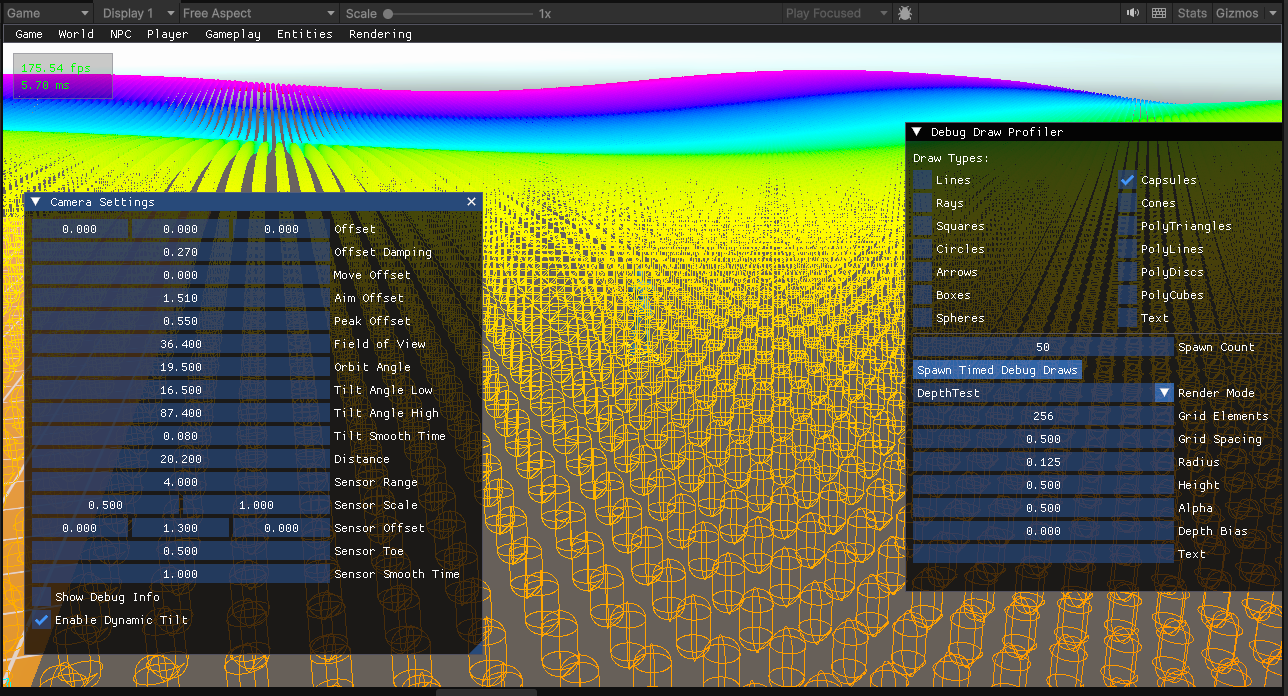 Game Display 1 Free Aspect Scale 1x Play Focused Stats Gizmos
Game World NPC Player Gameplay Entities Rendering
175.54 fps
5.70 ms
Camera Settings
0.000 0.000 0.000 Offset
0.270 Offset Damping
0.000 Move Offset
1.510 Aim Offset
0.550 Peak Offset
36.400 Field of View
19.500 Orbit Angle
16.500 Tilt Angle Low
87.400 Tilt Angle High
0.080 Tilt Smooth Time
20.200 Distance
4.000 Sensor Range
0.500 1.000 Sensor Scale
0.000 1.300 0.000 Sensor Offset
0.500 Sensor Toe
1.000 Sensor Smooth Time
Show Debug Info
Enable Dynamic Tilt
Debug Draw Profiler
Draw Types:
Lines Capsules
Rays Cones
Squares PolyTriangles
Circles PolyLines
Arrows PolyDiscs
Boxes PolyCubes
Spheres Text
50 Spawn Count
Spawn Timed Debug Draws
DepthTest Render Mode
256 Grid Elements
0.500 Grid Spacing
0.125 Radius
0.500 Height
0.500 Alpha
0.000 Depth Bias
Text